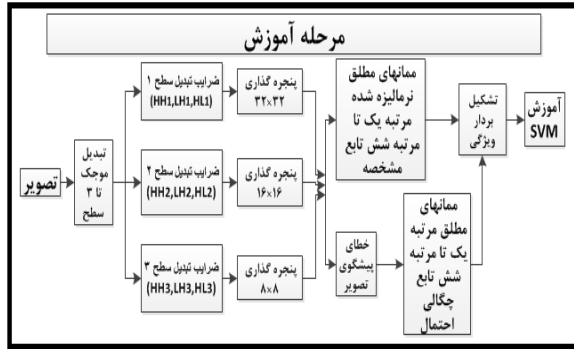 مرحله آموزش
تصویر
تبدیل
موجک
تا ۳
سطح
ضرایب تبدیل سطح ۱
(HH1,LH1,HL1)
پنجره گذاری
۳۲×۳۲
ضرایب تبدیل سطح ۲
(HH2,LH2,HL2)
پنجره گذاری
۱۶×۱۶
ضرایب تبدیل سطح ۳
(HH3,LH3,HL3)
پنجره گذاری
۸×۸
ممانهای مطلق
نرمالیزه شده
مرتبه یک تا
مرتبه شش تابع
مشخصه
خطای
پیشگوی
تصویر
ممانهای
مطلق مرتبه
یک تا مرتبه
شش تابع
چگالی
احتمال
تشکیل
بردار
ویژگی
آموزش
SVM